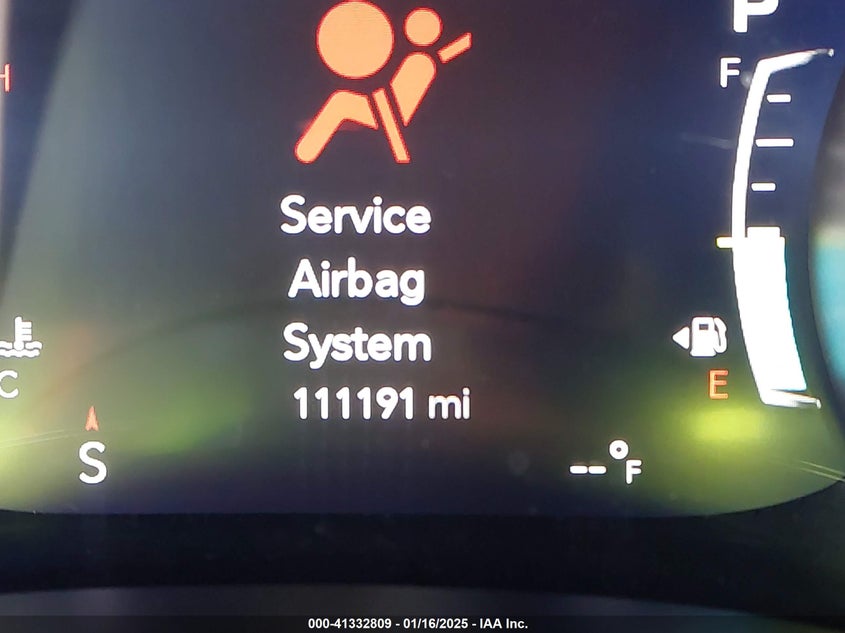 P
H
F
Service
Airbag
System
111191 mi
C
E
S
--°F
000-41332809 - 01/16/2025 - IAA Inc.